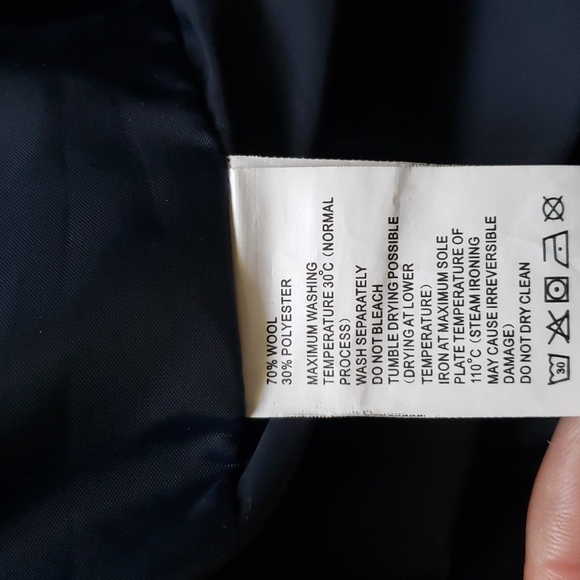 70% WOOL
30% POLYESTER
MAXIMUM WASHING
TEMPERATURE 30°C (NORMAL
PROCESS)
WASH SEPARATELY
DO NOT BLEACH
TUMBLE DRYING POSSIBLE
(DRYING AT LOWER
TEMPERATURE)
IRON AT MAXIMUM SOLE
PLATE TEMPERATURE OF
110°C (STEAM IRONING
MAY CAUSE IRREVERSIBLE
DAMAGE)
DO NOT DRY CLEAN
30